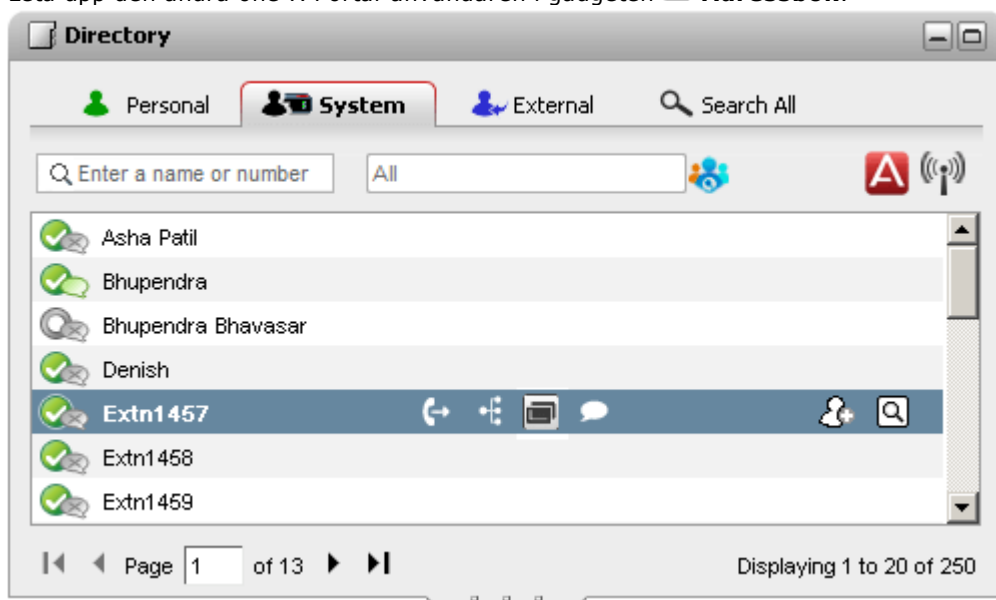 Directory
Personal System External Search All
Enter a name or number All
A
Asha Patil
Bhupendra
Bhupendra Bhavasar
Denish
Extn1457
Extn1458
Extn1459
Page 1 of 13 Displaying 1 to 20 of 250